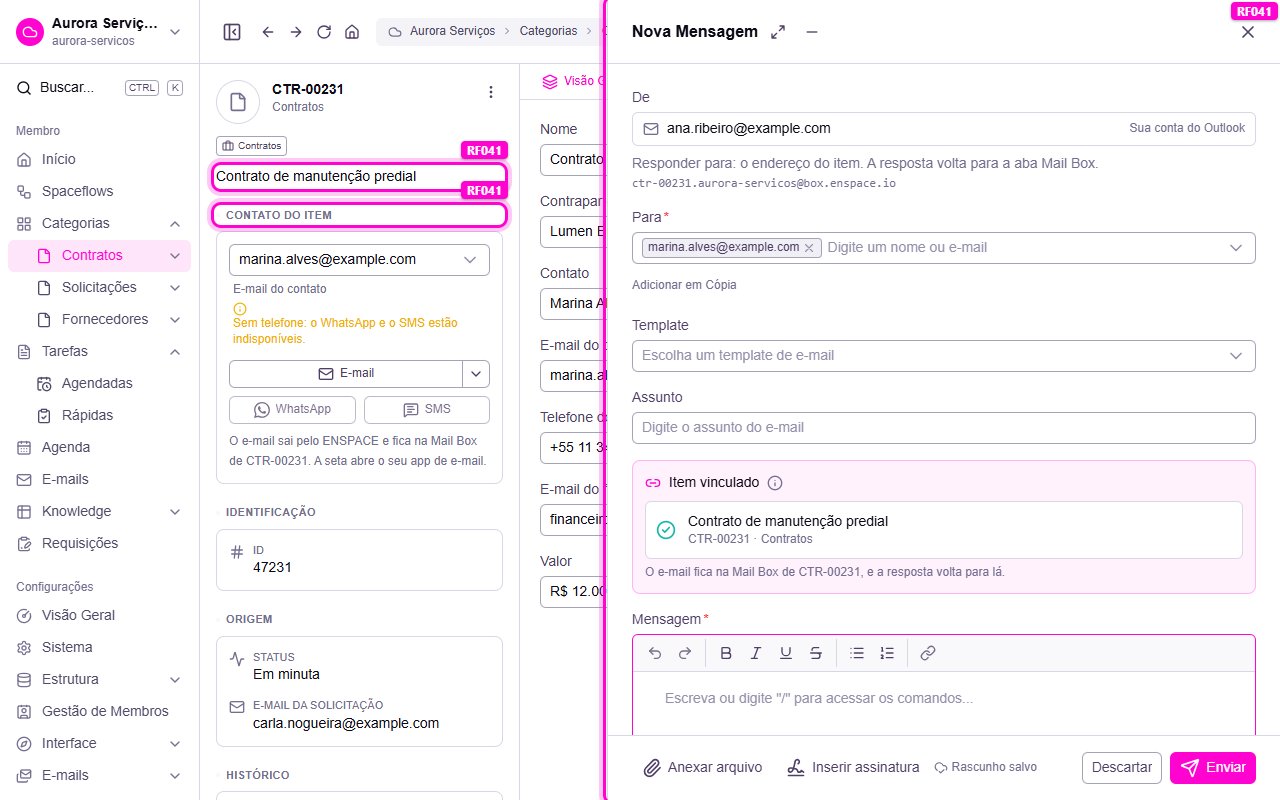 Aurora Serviç...
aurora-servicos
Buscar...
CTRL
K
Membro
Início
Spaceflows
Categorias
Contratos
Solicitações
Fornecedores
Tarefas
Agendadas
Rápidas
Agenda
E-mails
Knowledge
Requisições
Configurações
Visão Geral
Sistema
Estrutura
Gestão de Membros
Interface
E-mails
Aurora Serviços
Categorias
CTR-00231
Contratos
Contratos
RF041
Contrato de manutenção predial
RF041
CONTATO DO ITEM
marina.alves@example.com
E-mail do contato
Sem telefone: o WhatsApp e o SMS estão
indisponíveis.
E-mail
WhatsApp
SMS
O e-mail sai pelo ENSPACE e fica na Mail Box
de CTR-00231. A seta abre o seu app de e-mail.
IDENTIFICAÇÃO
ID
47231
ORIGEM
STATUS
Em minuta
E-MAIL DA SOLICITAÇÃO
carla.nogueira@example.com
HISTÓRICO
Visão G
Nome
Contrato
Contrapar
Lumen E
Contato
Marina A
E-mail do
marina.al
Telefone d
+55 11 3
E-mail do
financeir
Valor
R$ 12.00
RF041
Nova Mensagem
De
ana.ribeiro@example.com
Sua conta do Outlook
Responder para: o endereço do item. A resposta volta para a aba Mail Box.
ctr-00231.aurora-servicos@box.enspace.io
Para*
marina.alves@example.com
Digite um nome ou e-mail
Adicionar em Cópia
Template
Escolha um template de e-mail
Assunto
Digite o assunto do e-mail
Item vinculado
Contrato de manutenção predial
CTR-00231 · Contratos
O e-mail fica na Mail Box de CTR-00231, e a resposta volta para lá.
Mensagem*
Escreva ou digite "/" para acessar os comandos...
Anexar arquivo
Inserir assinatura
Rascunho salvo
Descartar
Enviar